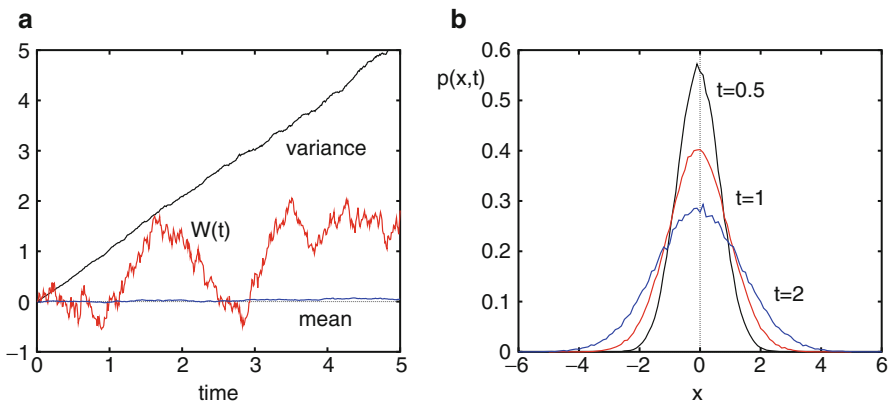 a
5
4
3
2
1
0
−1
variance
W(t)
mean
0 1 2 3 4 5
time
b
p(x,t)
0.6
0.5
0.4
0.3
0.2
0.1
0
t=0.5
t=1
t=2
−6 −4 −2 0 2 4 6
x